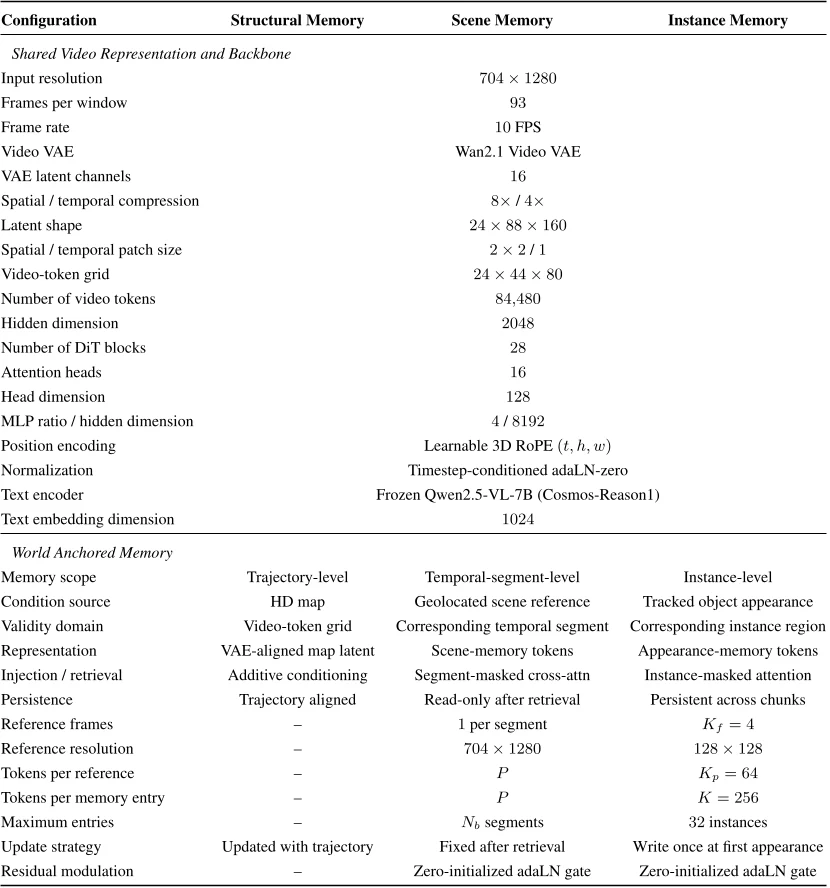 Configuration Structural Memory Scene Memory Instance Memory
Shared Video Representation and Backbone
Input resolution 704 × 1280
Frames per window 93
Frame rate 10 FPS
Video VAE Wan2.1 Video VAE
VAE latent channels 16
Spatial / temporal compression 8× / 4×
Latent shape 24 × 88 × 160
Spatial / temporal patch size 2 × 2 / 1
Video-token grid 24 × 44 × 80
Number of video tokens 84,480
Hidden dimension 2048
Number of DiT blocks 28
Attention heads 16
Head dimension 128
MLP ratio / hidden dimension 4 / 8192
Position encoding Learnable 3D RoPE (t, h, w)
Normalization Timestep-conditioned adaLN-zero
Text encoder Frozen Qwen2.5-VL-7B (Cosmos-Reason1)
Text embedding dimension 1024
World Anchored Memory
Memory scope Trajectory-level Temporal-segment-level Instance-level
Condition source HD map Geolocated scene reference Tracked object appearance
Validity domain Video-token grid Corresponding temporal segment Corresponding instance region
Representation VAE-aligned map latent Scene-memory tokens Appearance-memory tokens
Injection / retrieval Additive conditioning Segment-masked cross-attn Instance-masked attention
Persistence Trajectory aligned Read-only after retrieval Persistent across chunks
Reference frames – 1 per segment K_f = 4
Reference resolution – 704 × 1280 128 × 128
Tokens per reference – P K_p = 64
Tokens per memory entry – P K = 256
Maximum entries – N_b segments 32 instances
Update strategy Updated with trajectory Fixed after retrieval Write once at first appearance
Residual modulation – Zero-initialized adaLN gate Zero-initialized adaLN gate